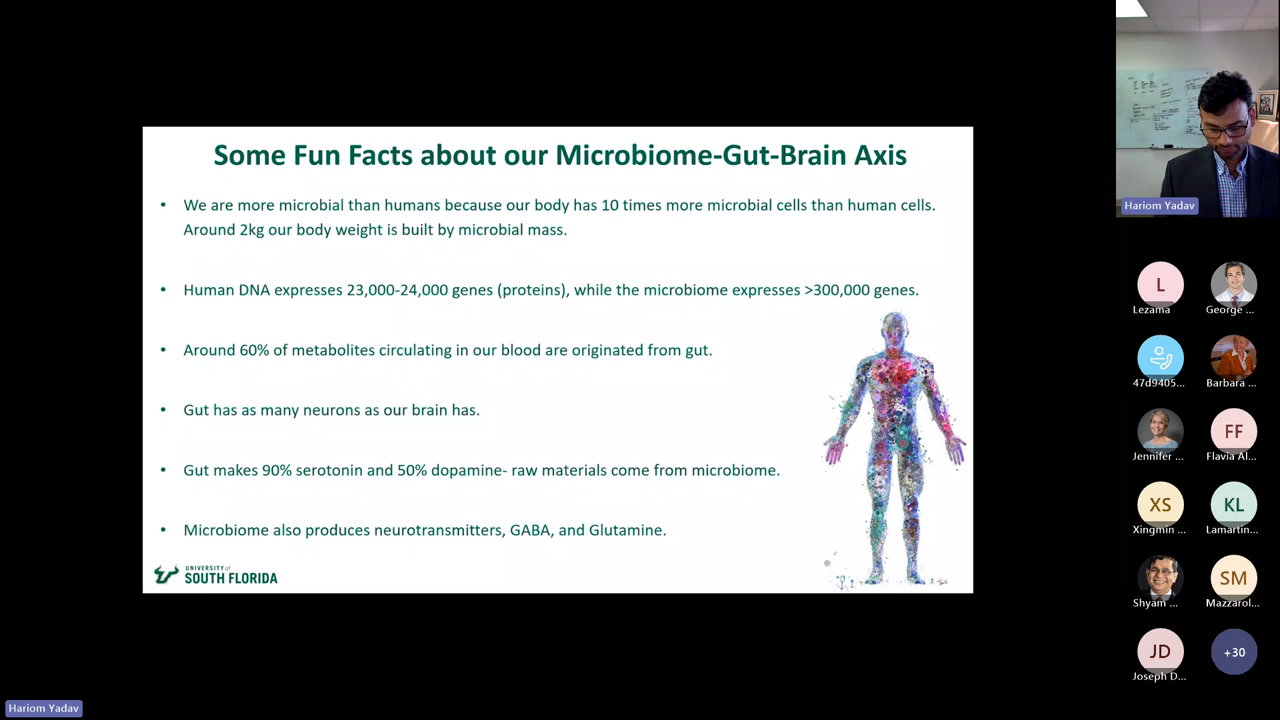 Some Fun Facts about our Microbiome-Gut-Brain Axis
• We are more microbial than humans because our body has 10 times more microbial cells than human cells.
Around 2kg our body weight is built by microbial mass.
• Human DNA expresses 23,000-24,000 genes (proteins), while the microbiome expresses >300,000 genes.
• Around 60% of metabolites circulating in our blood are originated from gut.
• Gut has as many neurons as our brain has.
• Gut makes 90% serotonin and 50% dopamine- raw materials come from microbiome.
• Microbiome also produces neurotransmitters, GABA, and Glutamine.
UNIVERSITY of
SOUTH FLORIDA
Hariom Yadav
L
Lezama
George ...
47d9405...
Barbara ...
Jennifer ...
FF
Flavia Al...
XS
Xingmin ...
KL
Lamartin...
Shyam ...
SM
Mazzarol...
JD
Joseph D...
+30
Hariom Yadav